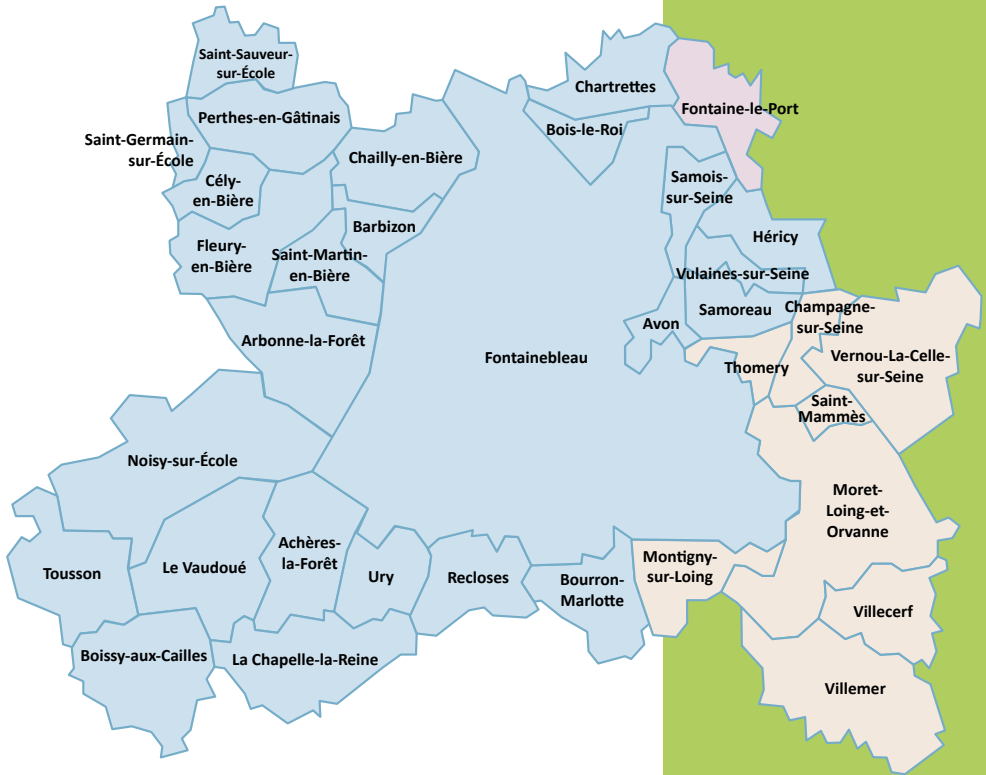 Saint-Sauveur-
sur-École
Chartrettes
Fontaine-le-Port
Perthes-en-Gâtinais
Bois-le-Roi
Saint-Germain-
sur-École
Chailly-en-Bière
Samois-
sur-Seine
Cély-
en-Bière
Barbizon
Héricy
Fleury-
en-Bière
Saint-Martin-
en-Bière
Vulaines-sur-Seine
Samoreau
Champagne-
sur-Seine
Avon
Arbonne-la-Forêt
Fontainebleau
Thomery
Vernou-La-Celle-
sur-Seine
Saint-
Mammès
Noisy-sur-École
Moret-
Loing-et-
Orvanne
Achères-
la-Forêt
Tousson
Le Vaudoué
Ury
Recloses
Bourron-
Marlotte
Montigny-
sur-Loing
Villecerf
Boissy-aux-Cailles
La Chapelle-la-Reine
Villemer